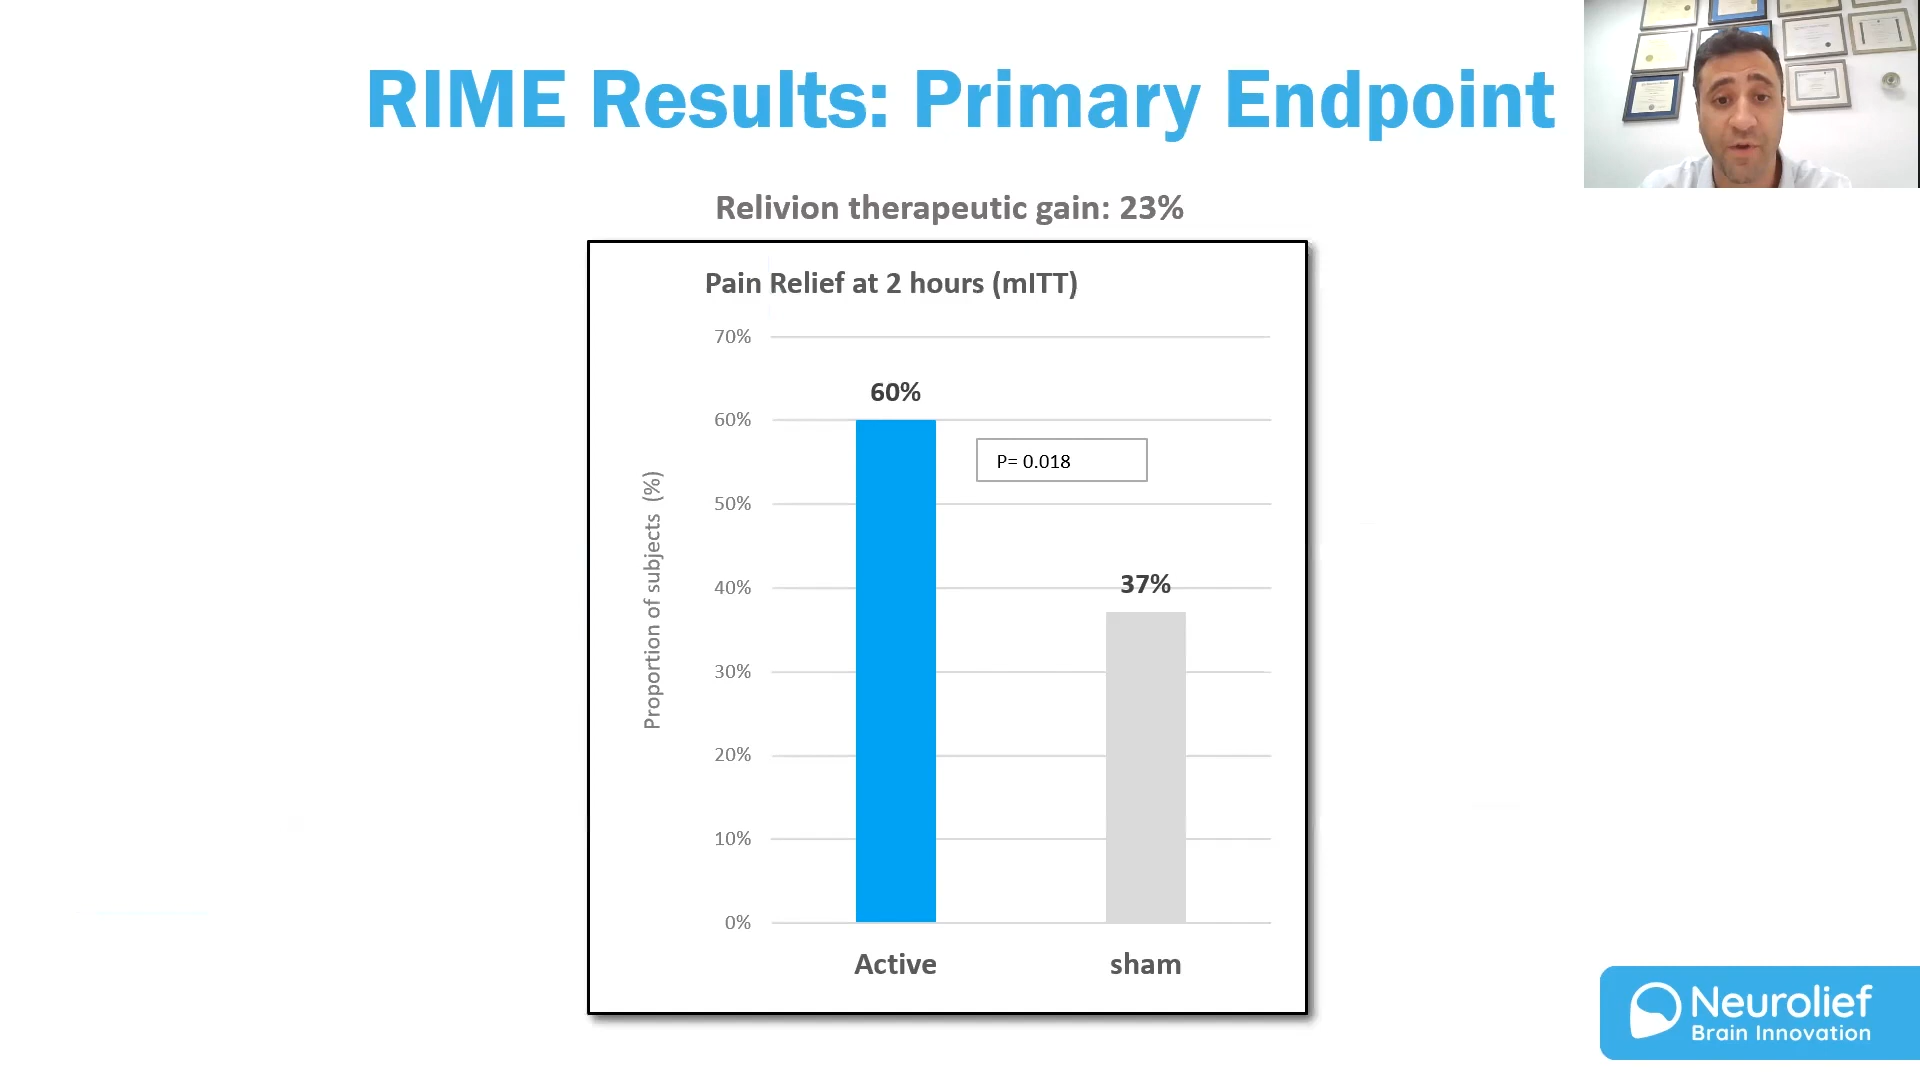 RIME Results: Primary Endpoint
Relivion therapeutic gain: 23%
Pain Relief at 2 hours (mITT)
70%
60%
60%
P= 0.018
50%
37%
40%
30%
20%
10%
0%
Proportion of subjects (%)
Active
sham
Neurolief
Brain Innovation